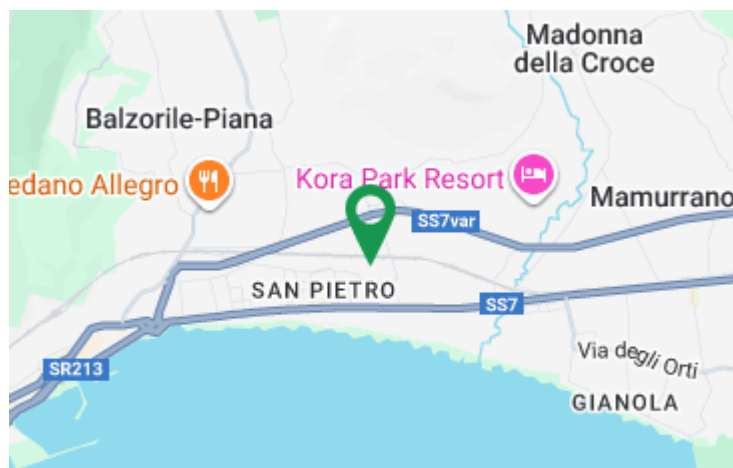 Madonna
della Croce
Balzorile-Piana
edano Allegro
Kora Park Resort
Mamurrano
SS7var
SAN PIETRO
SS7
SR213
Via degli Orti
GIANOLA